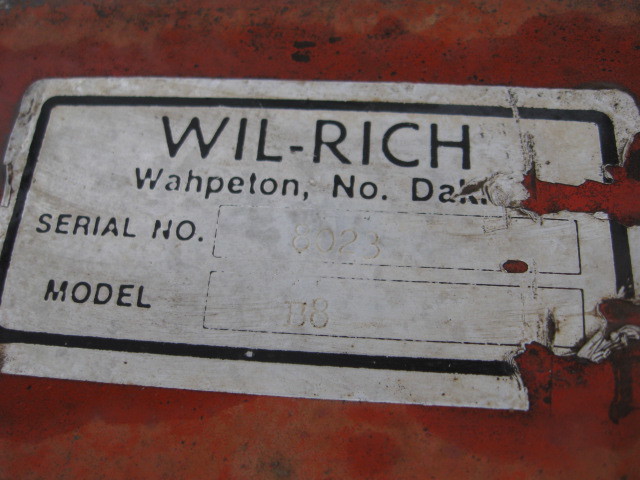 WIL-RICH
Wahpeton, No. Dak.
SERIAL NO. 8023
MODEL